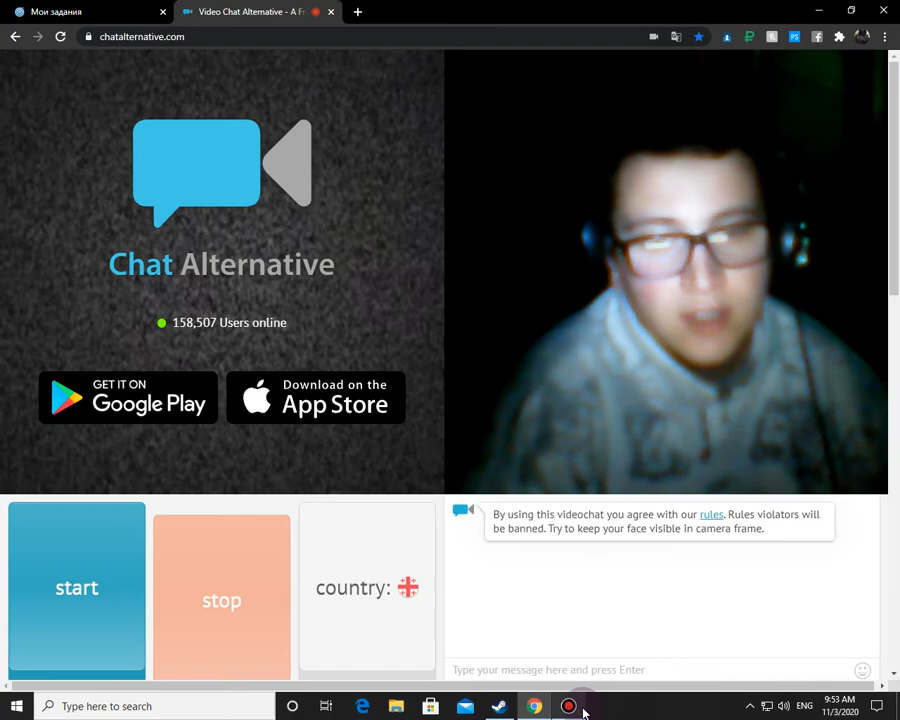 Мои задания
Video Chat Alternative - A F
chatalternative.com
Chat Alternative
158,507 Users online
GET IT ON
Google Play
Download on the
App Store
start
stop
country:
By using this videochat you agree with our rules. Rules violators will
be banned. Try to keep your face visible in camera frame.
Type your message here and press Enter
Type here to search
ENG
9:53 AM
11/3/2020